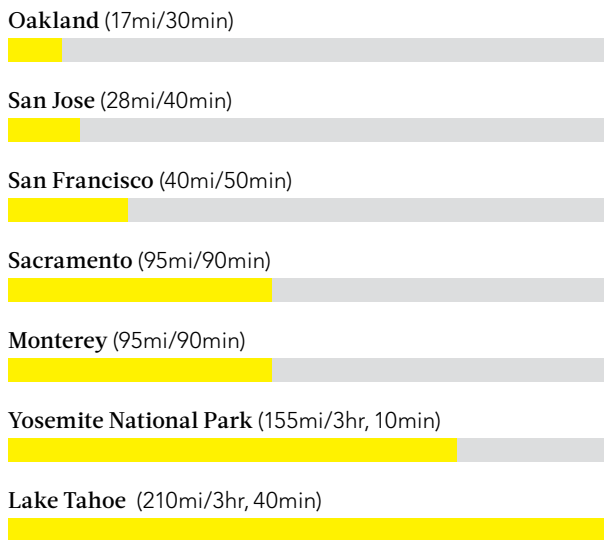 Oakland (17mi/30min)
San Jose (28mi/40min)
San Francisco (40mi/50min)
Sacramento (95mi/90min)
Monterey (95mi/90min)
Yosemite National Park (155mi/3hr, 10min)
Lake Tahoe (210mi/3hr, 40min)